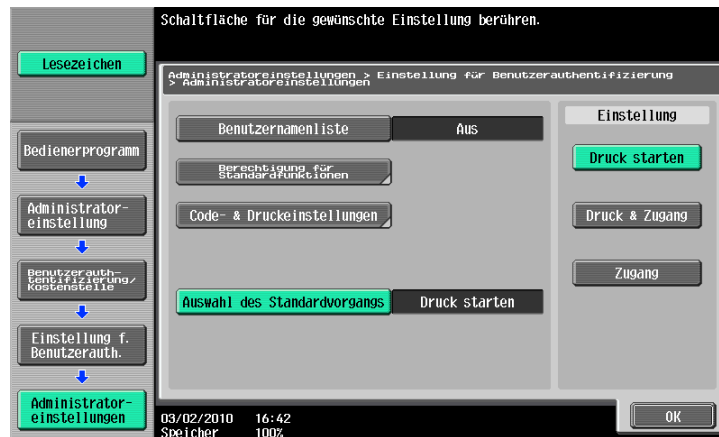 Schaltfläche für die gewünschte Einstellung berühren.
Lesezeichen
Administratoreinstellungen > Einstellung für Benutzerauthentifizierung
> Administratoreinstellungen
Bedienerprogramm
Administrator-
einstellung
Benutzerauth-
tentifizierung/
Kostenstelle
Einstellung f.
Benutzerauth.
Administrator-
einstellungen
Benutzernamenliste
Aus
Berechtigung für
Standardfunktionen
Code- & Druckeinstellungen
Auswahl des Standardvorgangs
Druck starten
Einstellung
Druck starten
Druck & Zugang
Zugang
03/02/2010 16:42
Speicher 100%
OK